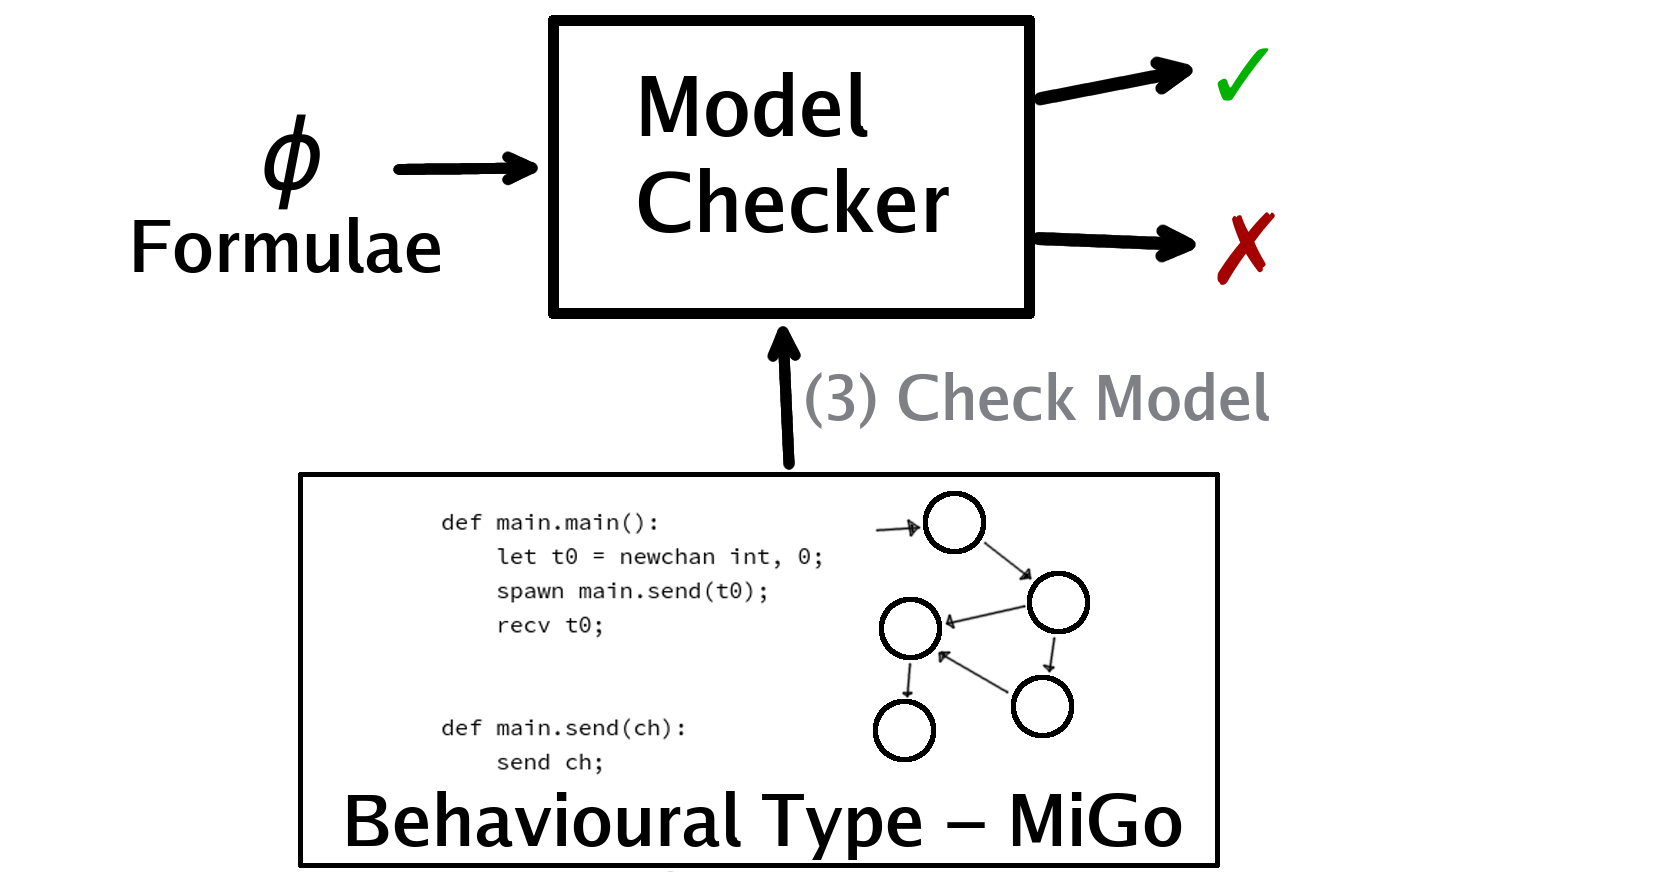 Model
Checker
ϕ
Formulae
✓
✗
(3) Check Model
def main.main():
    let t0 = newchan int, 0;
    spawn main.send(t0);
    recv t0;
def main.send(ch):
    send ch;
Behavioural Type – MiGo